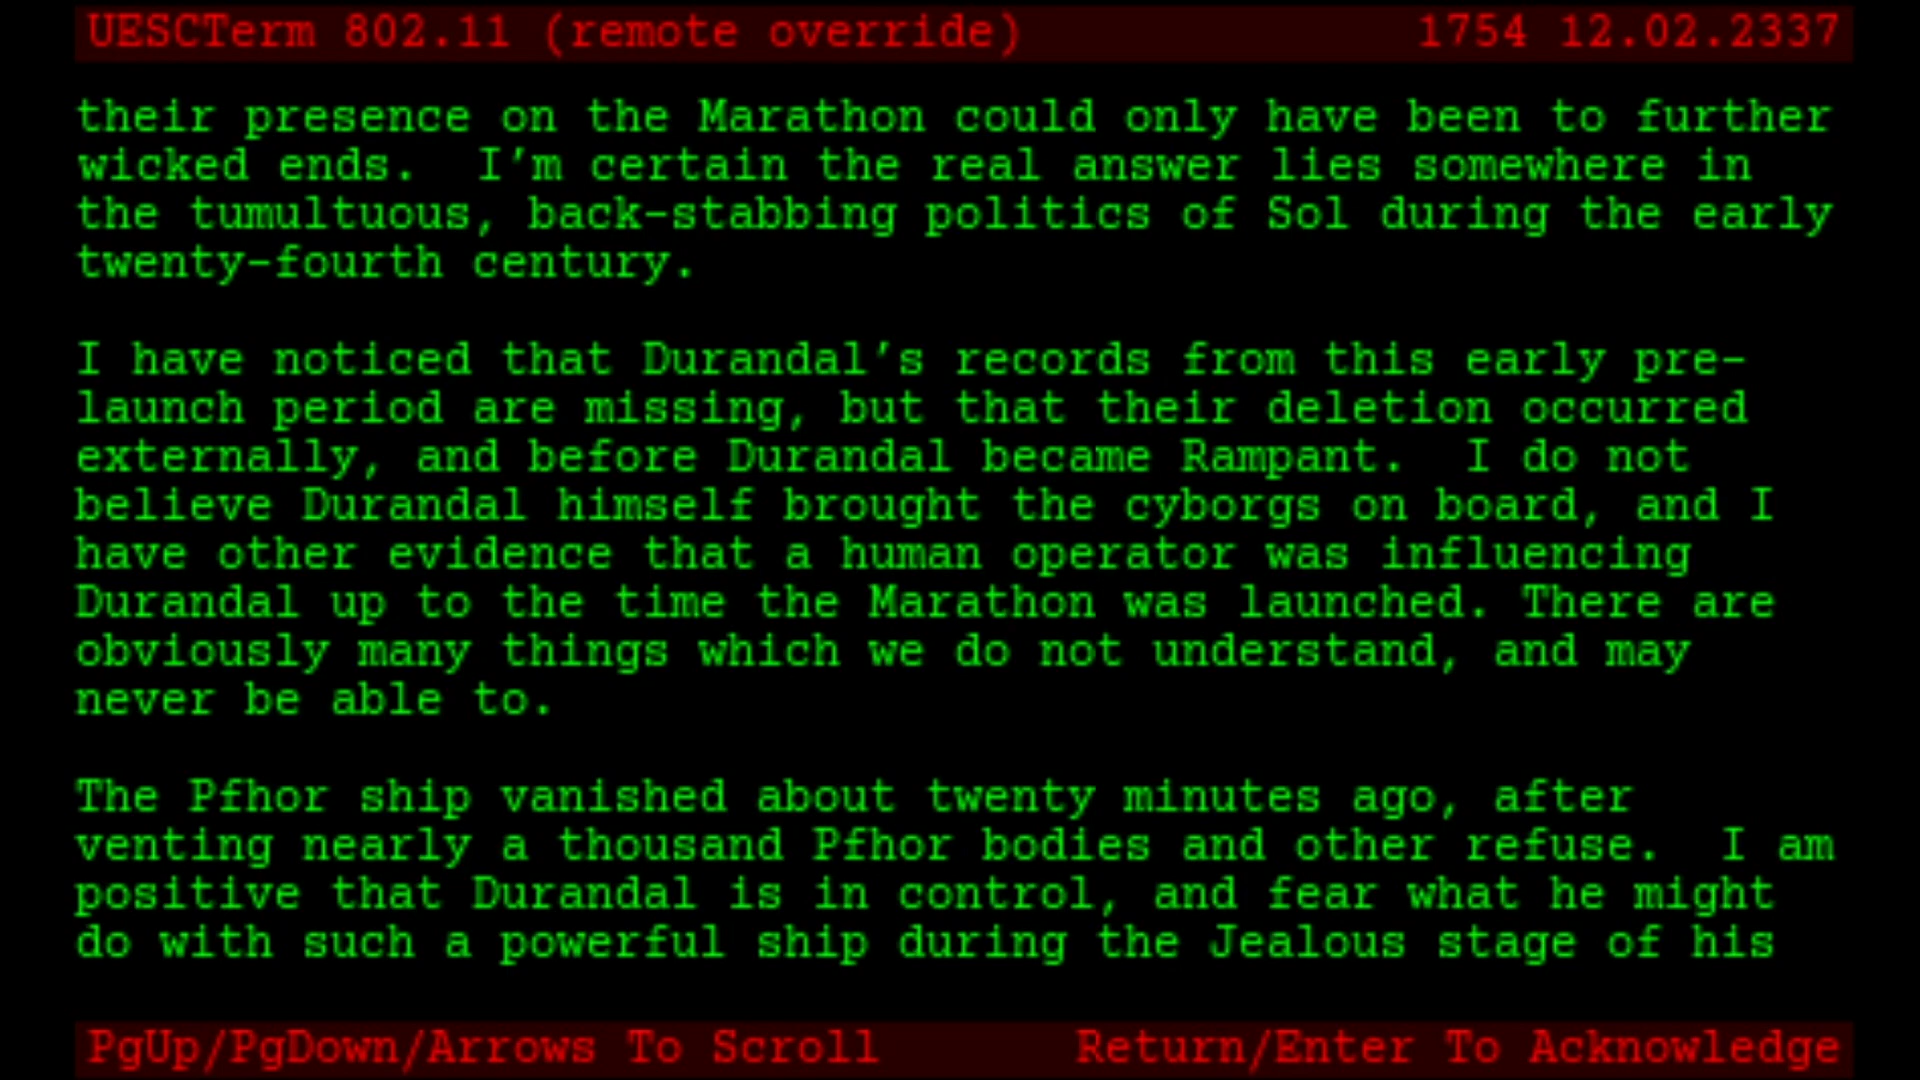 UESCTerm 802.11 (remote override) 1754 12.02.2337
their presence on the Marathon could only have been to further
wicked ends.  I'm certain the real answer lies somewhere in
the tumultuous, back-stabbing politics of Sol during the early
twenty-fourth century.
I have noticed that Durandal's records from this early pre-
launch period are missing, but that their deletion occurred
externally, and before Durandal became Rampant.  I do not
believe Durandal himself brought the cyborgs on board, and I
have other evidence that a human operator was influencing
Durandal up to the time the Marathon was launched. There are
obviously many things which we do not understand, and may
never be able to.
The Pfhor ship vanished about twenty minutes ago, after
venting nearly a thousand Pfhor bodies and other refuse.  I am
positive that Durandal is in control, and fear what he might
do with such a powerful ship during the Jealous stage of his
PgUp/PgDown/Arrows To Scroll Return/Enter To Acknowledge